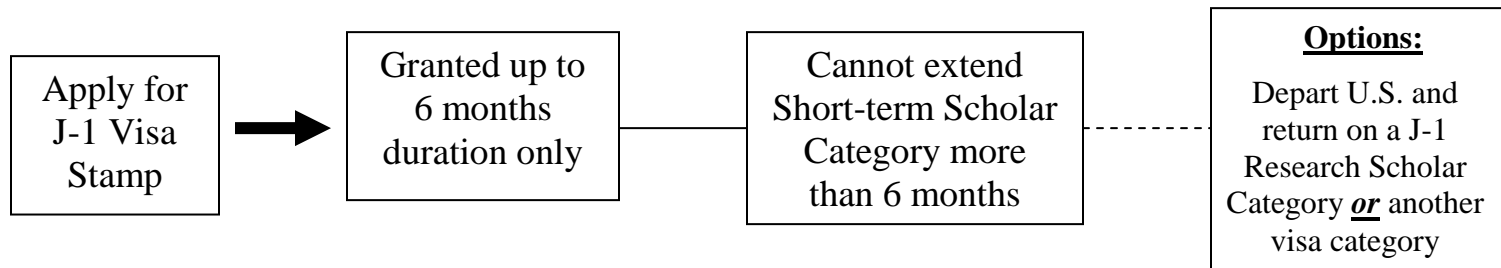 Apply for
J-1 Visa
Stamp
Granted up to
6 months
duration only
Cannot extend
Short-term Scholar
Category more
than 6 months
Options:
Depart U.S. and
return on a J-1
Research Scholar
Category or another
visa category